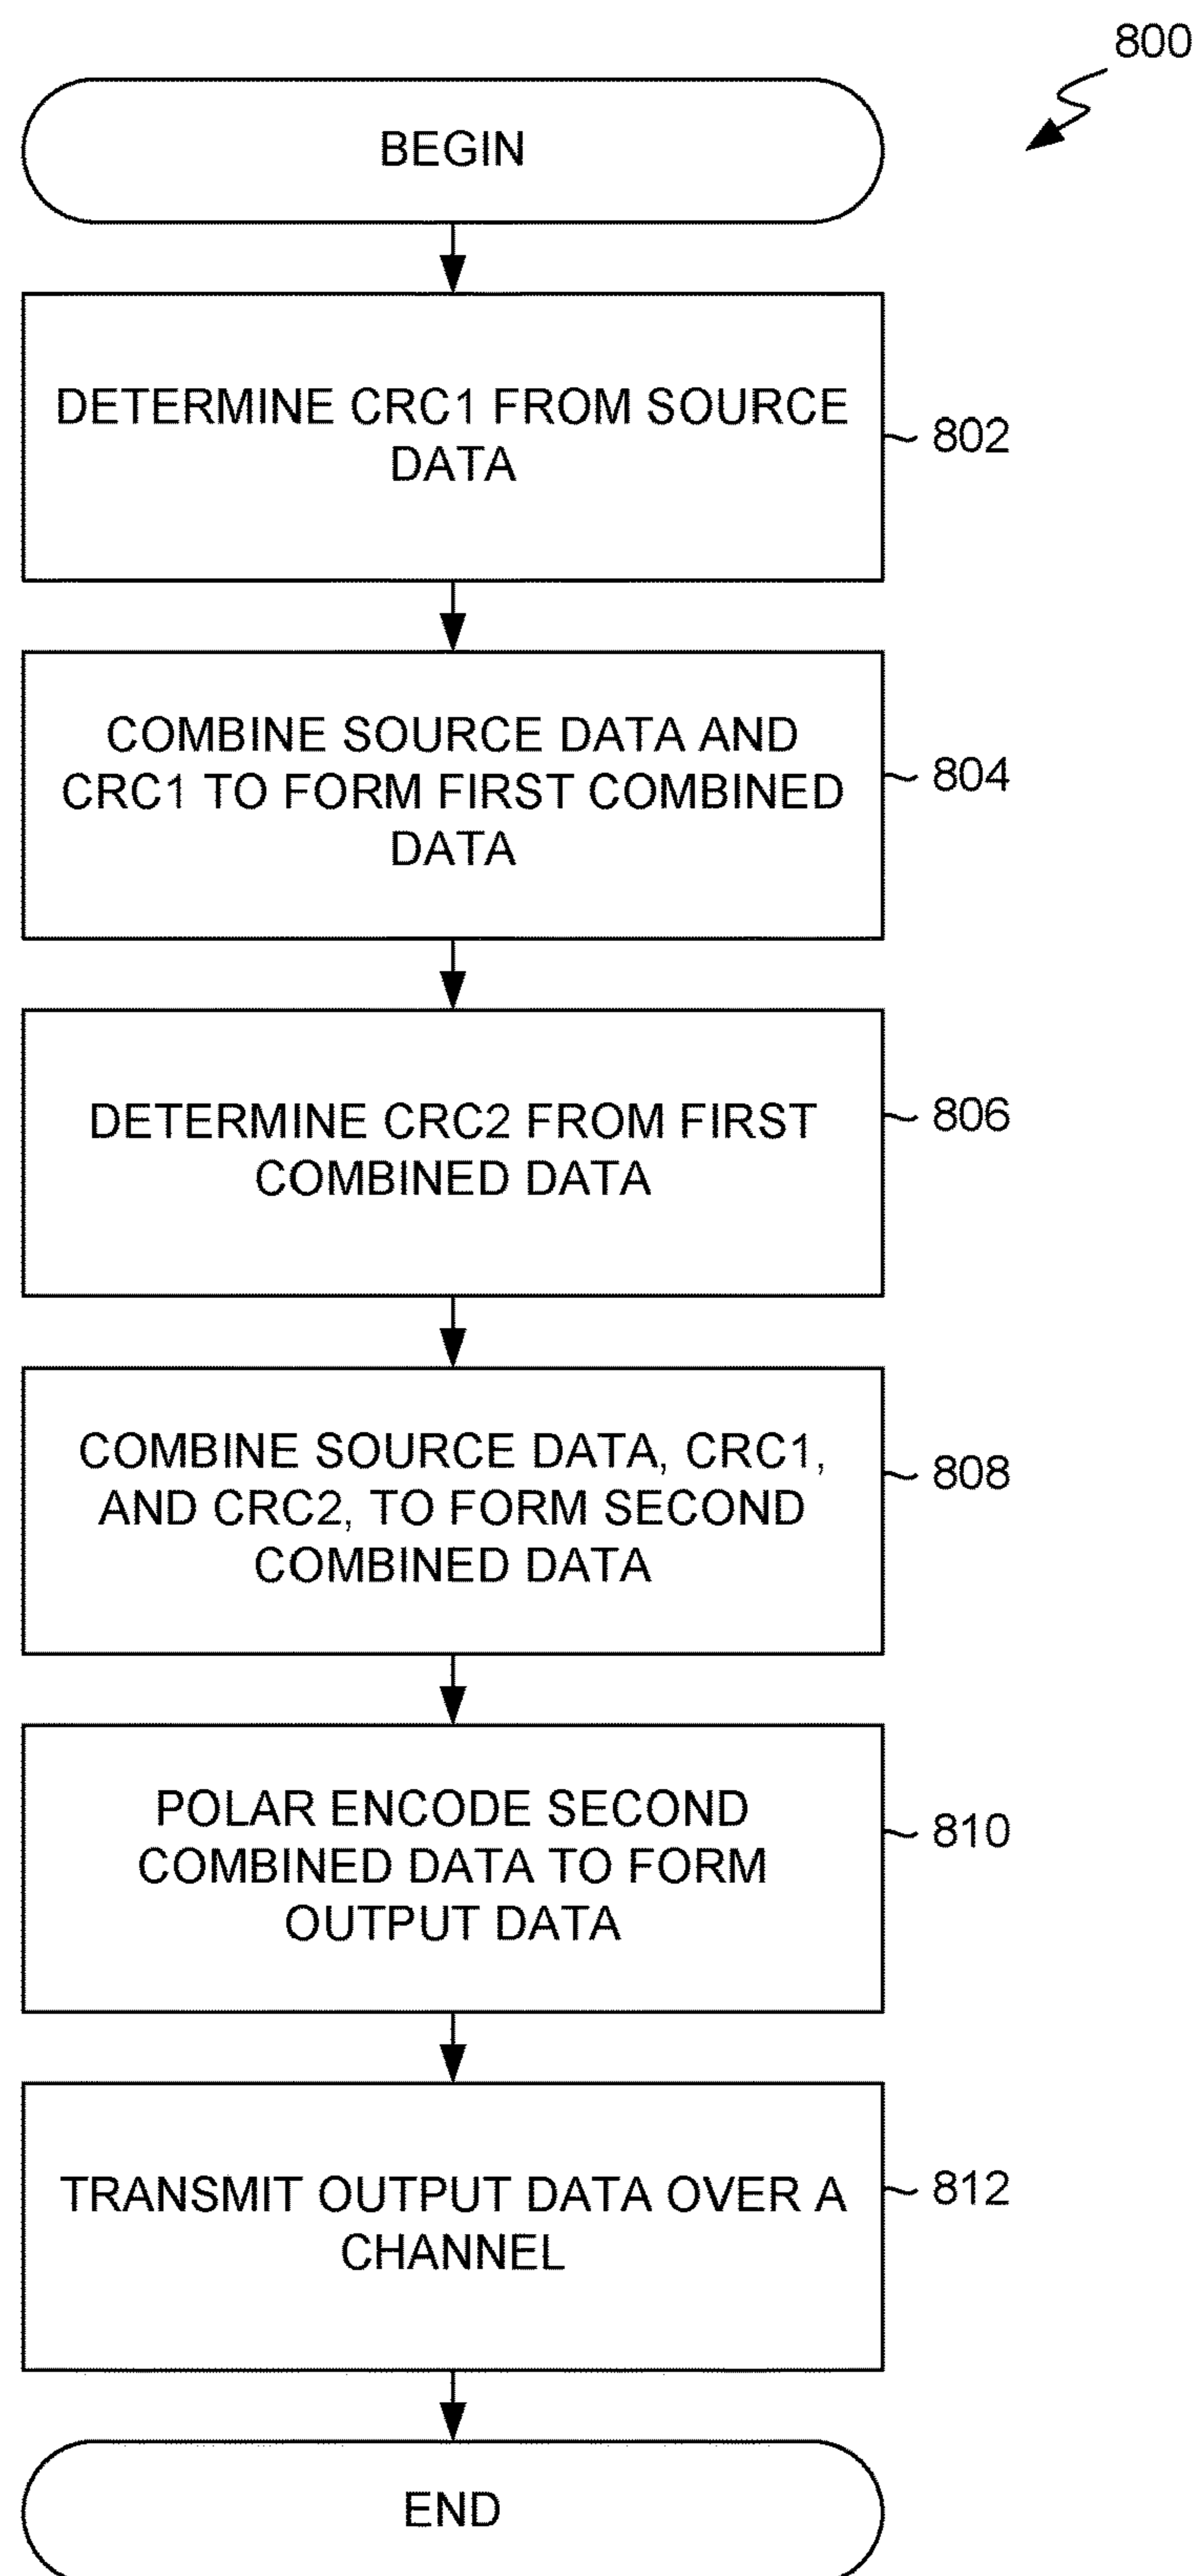 800
BEGIN
DETERMINE CRC1 FROM SOURCE
DATA
802
COMBINE SOURCE DATA AND
CRC1 TO FORM FIRST COMBINED
DATA
804
DETERMINE CRC2 FROM FIRST
COMBINED DATA
806
COMBINE SOURCE DATA, CRC1,
AND CRC2, TO FORM SECOND
COMBINED DATA
808
POLAR ENCODE SECOND
COMBINED DATA TO FORM
OUTPUT DATA
810
TRANSMIT OUTPUT DATA OVER A
CHANNEL
812
END